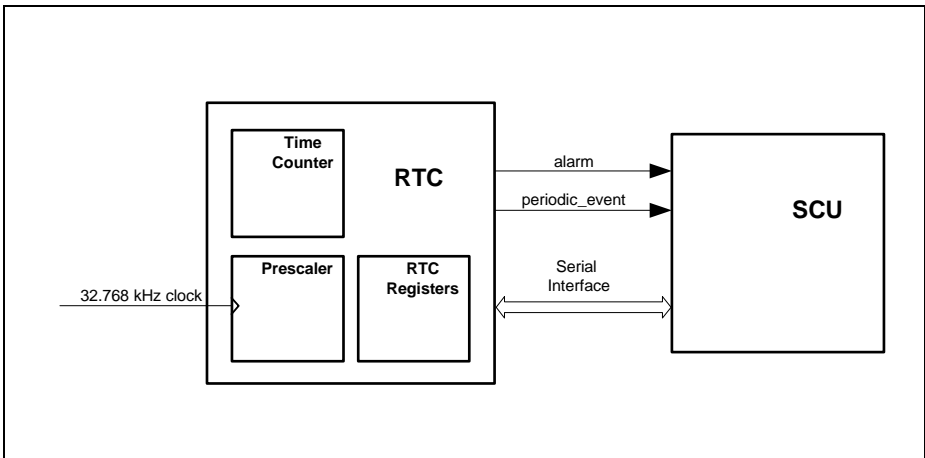 Time
Counter
RTC
alarm
periodic_event
SCU
Prescaler
RTC
Registers
Serial
Interface
32.768 kHz clock